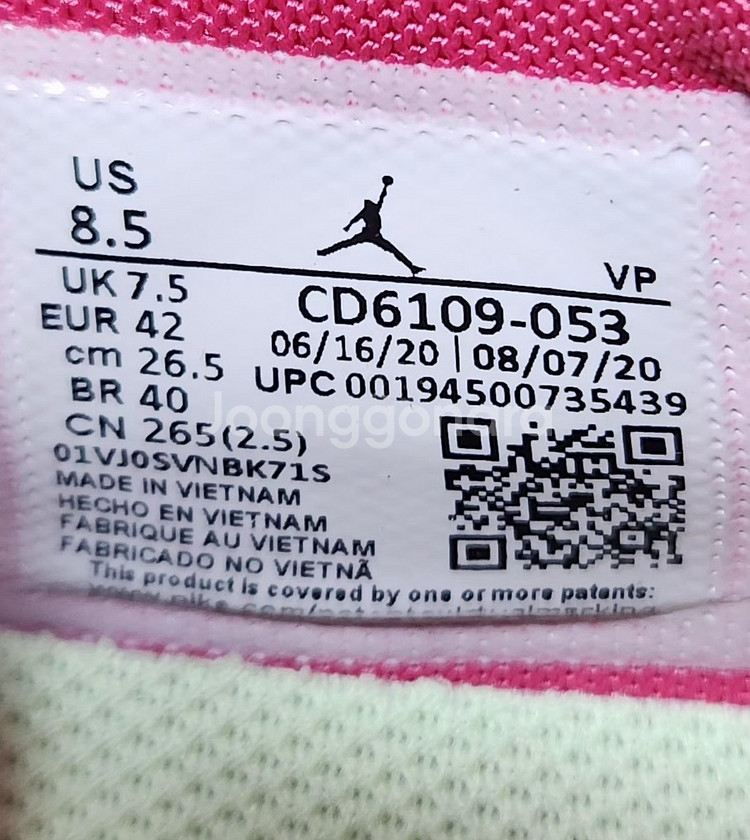 US
8.5
VP
UK 7.5
CD6109-053
EUR 42
06/16/20 | 08/07/20
cm 26.5
UPC 00194500735439
BR 40
Joonggonara
CN 265(2.5)
01VJ0SVNBK71S
MADE IN VIETNAM
HECHO EN VIETNAM
FABRIQUE AU VIETNAM
FABRICADO NO VIETNÃ
This product is covered by one or more patents: